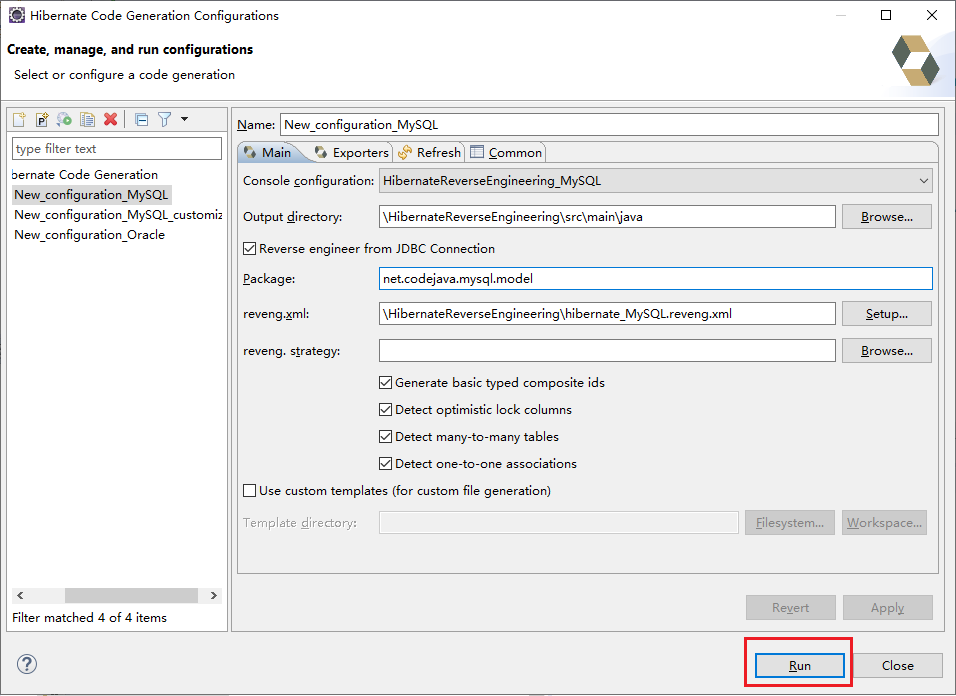 Hibernate Code Generation Configurations
Create, manage, and run configurations
Select or configure a code generation
type filter text
bernate Code Generation
New_configuration_MySQL
New_configuration_MySQL_customiz
New_configuration_Oracle
Filter matched 4 of 4 items
Name: New_configuration_MySQL
Main Exporters Refresh Common
Console configuration: HibernateReverseEngineering_MySQL
Output directory: \HibernateReverseEngineering\src\main\java Browse...
Reverse engineer from JDBC Connection
Package: net.codejava.mysql.model
reveng.xml: \HibernateReverseEngineering\hibernate_MySQL.reveng.xml Setup...
reveng. strategy: Browse...
Generate basic typed composite ids
Detect optimistic lock columns
Detect many-to-many tables
Detect one-to-one associations
Use custom templates (for custom file generation)
Template directory: Filesystem... Workspace...
Revert Apply
Run Close